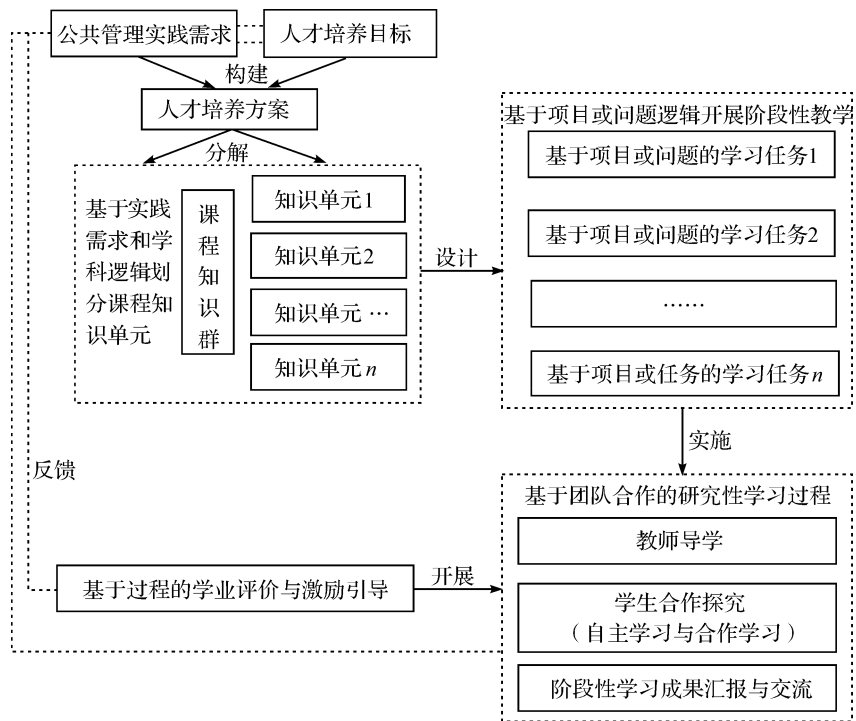 公共管理实践需求
人才培养目标
构建
人才培养方案
分解
基于实践
需求和学
科逻辑划
分课程知
识单元
课
程
知
识
群
知识单元1
知识单元2
知识单元 …
知识单元n
设计
基于项目或问题逻辑开展阶段性教学
基于项目或问题的学习任务1
基于项目或问题的学习任务2
……
基于项目或任务的学习任务n
实施
反馈
基于团队合作的研究性学习过程
教师导学
学生合作探究
（自主学习与合作学习）
阶段性学习成果汇报与交流
基于过程的学业评价与激励引导
开展